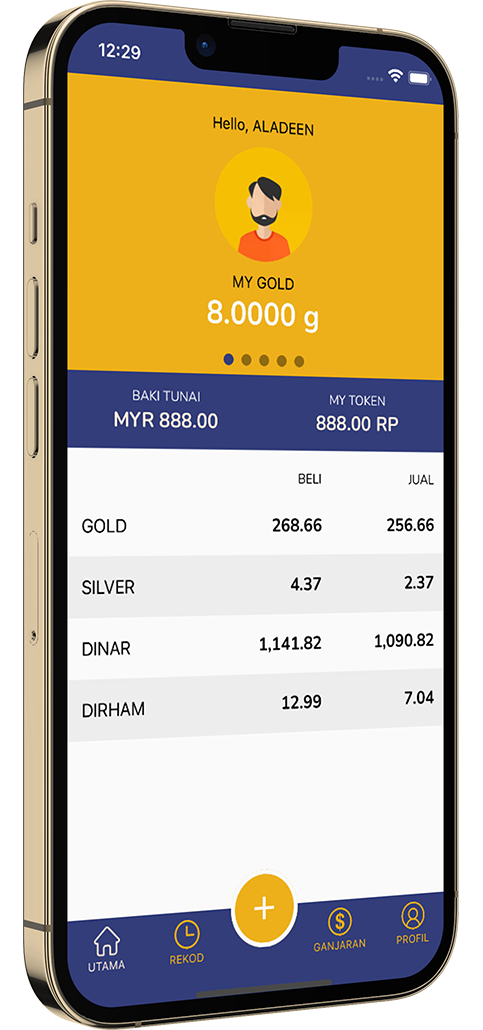 12:29
Hello, ALADEEN
MY GOLD
8.0000 g
BAKI TUNAI MY TOKEN
MYR 888.00 888.00 RP
BELI JUAL
GOLD 268.66 256.66
SILVER 4.37 2.37
DINAR 1,141.82 1,090.82
DIRHAM 12.99 7.04
UTAMA REKOD + GANJARAN PROFIL